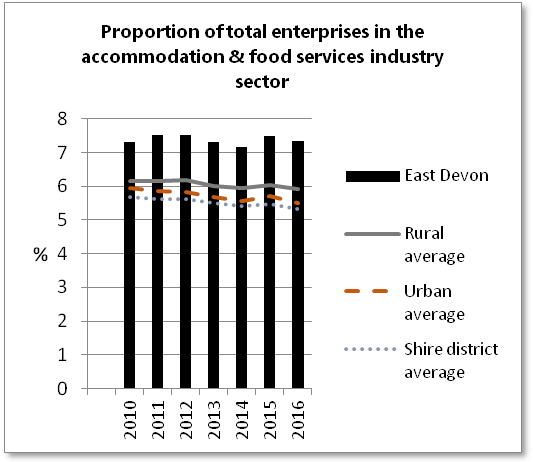 Proportion of total enterprises in the
accommodation & food services industry
sector
8
7
6
5
% 4
3
2
1
0
2010 2011 2012 2013 2014 2015 2016
East Devon
Rural
average
Urban
average
Shire district
average